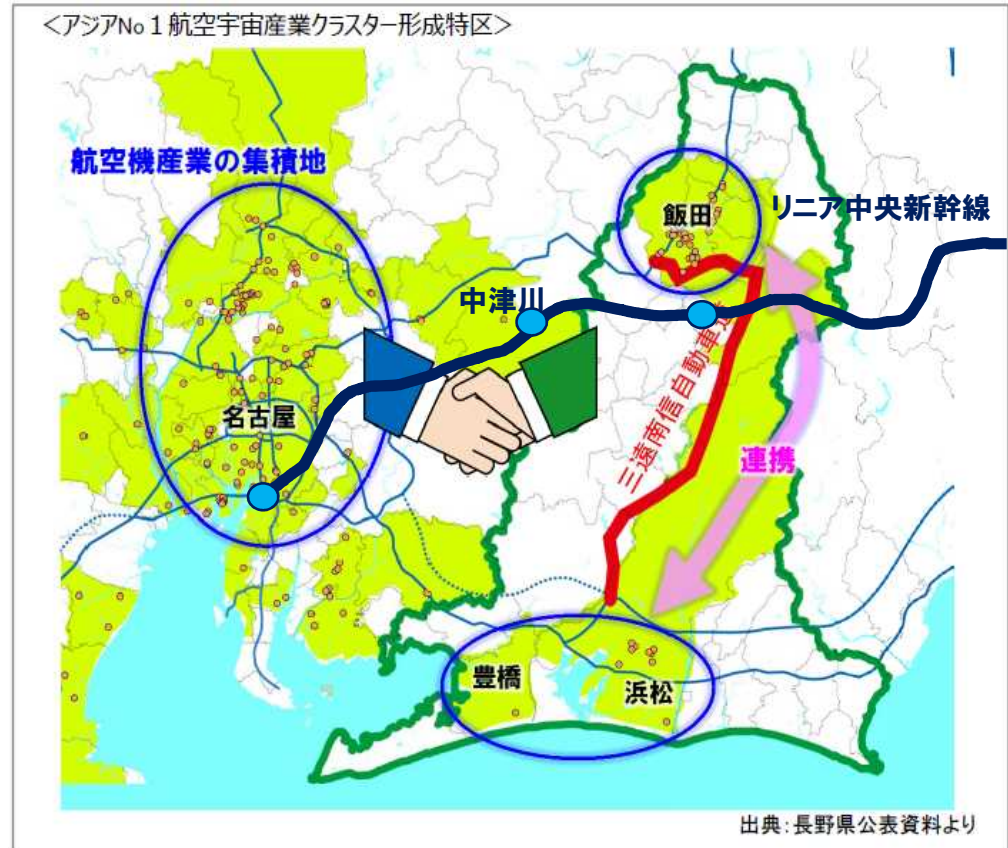 <アジアNo1航空宇宙産業クラスター形成特区>
航空機産業の集積地
飯田
リニア中央新幹線
中津川
名古屋
三遠南信自動車道
連携
豊橋
浜松
出典:長野県公表資料より